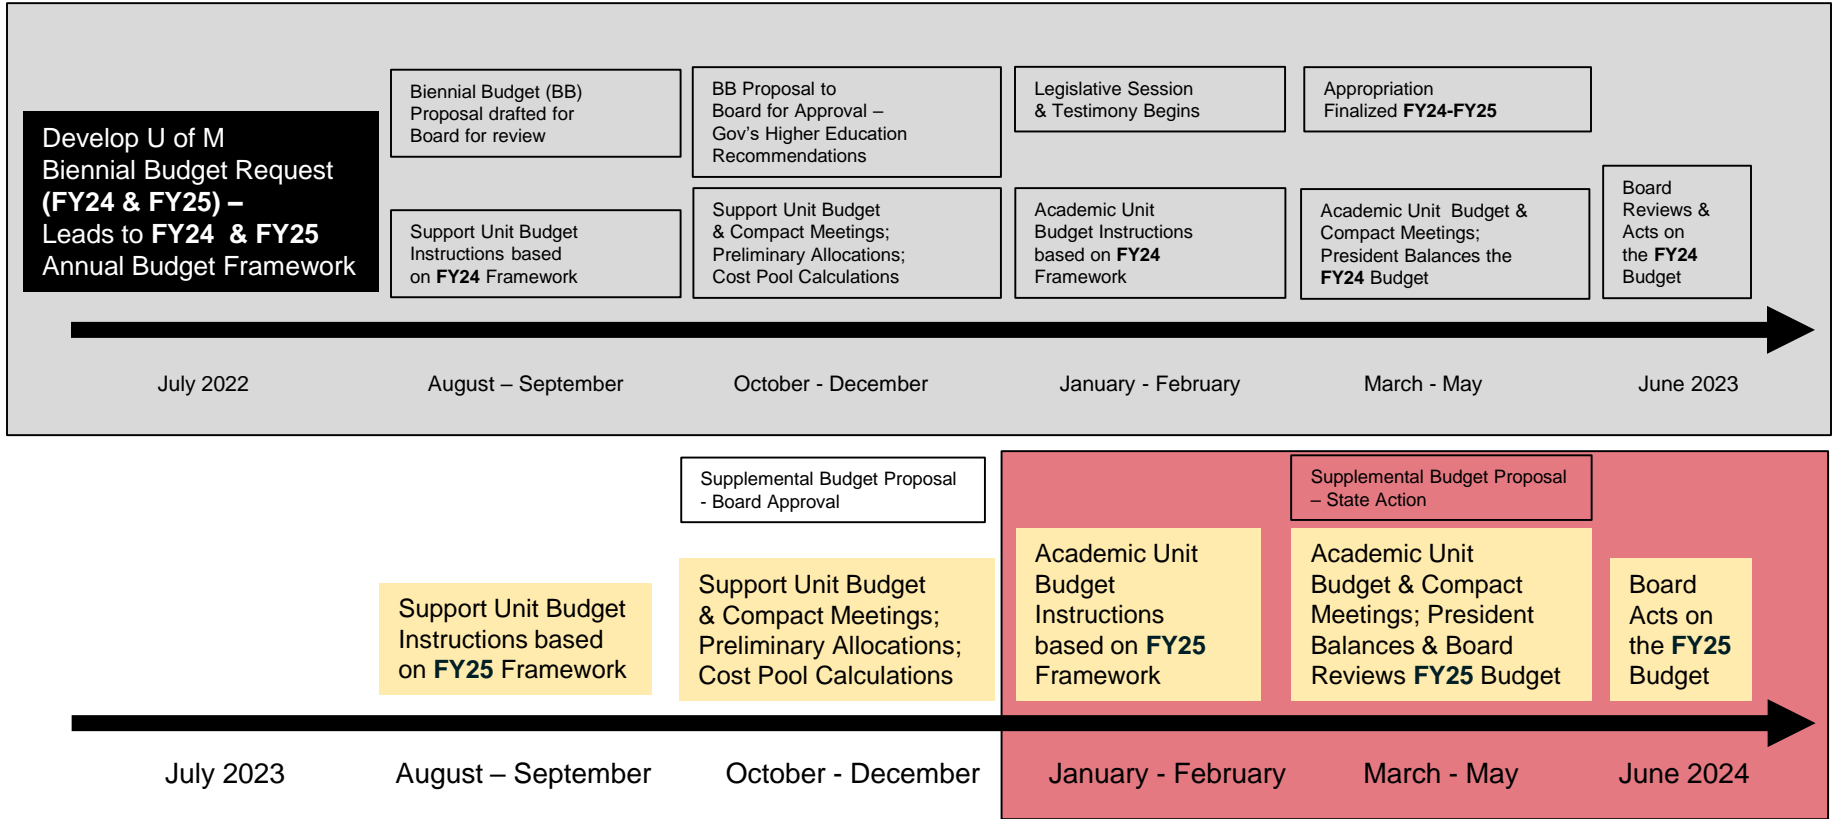 Develop U of M
Biennial Budget Request
(FY24 & FY25) –
Leads to FY24 & FY25
Annual Budget Framework
Biennial Budget (BB)
Proposal drafted for
Board for review
BB Proposal to
Board for Approval –
Gov’s Higher Education
Recommendations
Legislative Session
& Testimony Begins
Appropriation
Finalized FY24-FY25
Support Unit Budget
Instructions based
on FY24 Framework
Support Unit Budget
& Compact Meetings;
Preliminary Allocations;
Cost Pool Calculations
Academic Unit
Budget Instructions
based on FY24
Framework
Academic Unit Budget &
Compact Meetings;
President Balances the
FY24 Budget
Board
Reviews &
Acts on
the FY24
Budget
July 2022
August – September
October - December
January - February
March - May
June 2023
Supplemental Budget Proposal
- Board Approval
Supplemental Budget Proposal
– State Action
Support Unit Budget
Instructions based
on FY25 Framework
Support Unit Budget
& Compact Meetings;
Preliminary Allocations;
Cost Pool Calculations
Academic Unit
Budget
Instructions
based on FY25
Framework
Academic Unit
Budget & Compact
Meetings; President
Balances & Board
Reviews FY25 Budget
Board
Acts on
the FY25
Budget
July 2023
August – September
October - December
January - February
March - May
June 2024